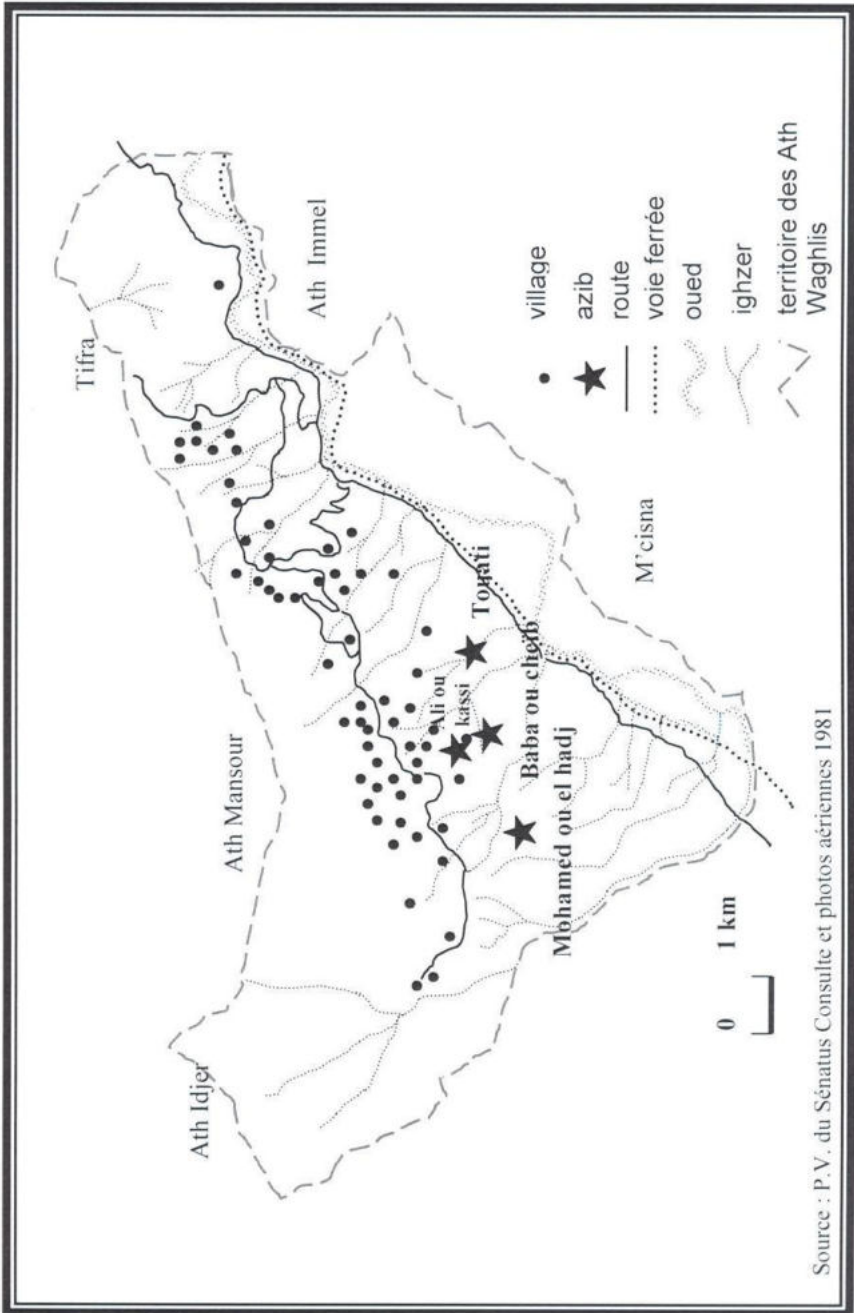 Tifra
Ath Immel
Ath Mansour
Ath Idjer
Ali ou
kassi
Touati
Baba ou cheib
Mohamed ou el hadj
M'cisna
village
azib
route
voie ferrée
oued
ighzer
territoire des Ath
Waghlis
0 1 km
Source : P.V. du Sénatus Consulte et photos aériennes 1981